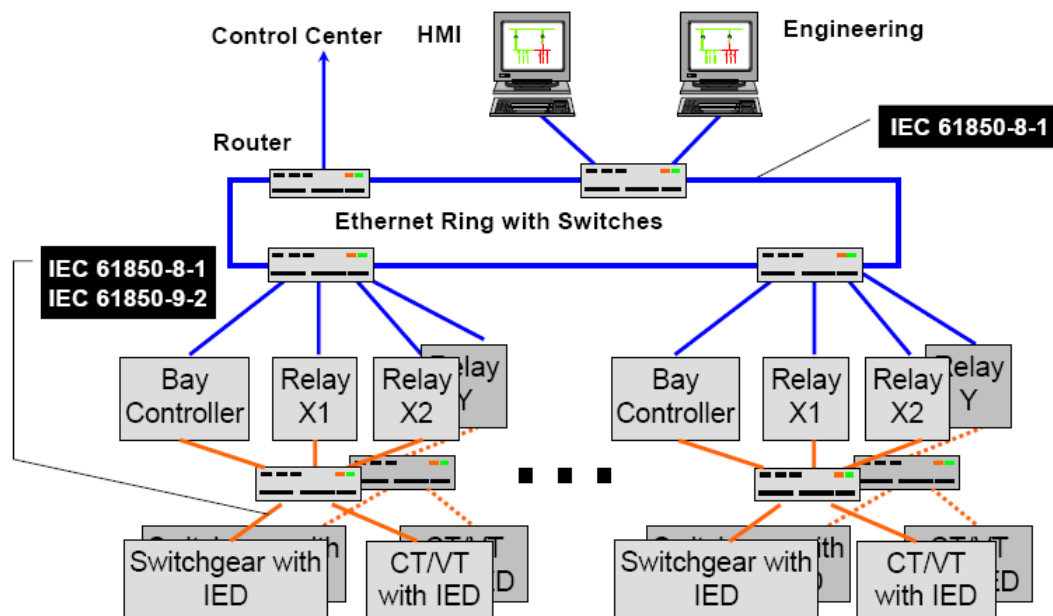 Control Center
HMI
Engineering
IEC 61850-8-1
Router
Ethernet Ring with Switches
IEC 61850-8-1
IEC 61850-9-2
Bay
Controller
Relay
X1
Relay
X2
Relay
Y
Bay
Controller
Relay
X1
Relay
X2
Relay
Y
Switchgear with
IED
CT/VT
with IED
Switchgear with
IED
CT/VT
with IED